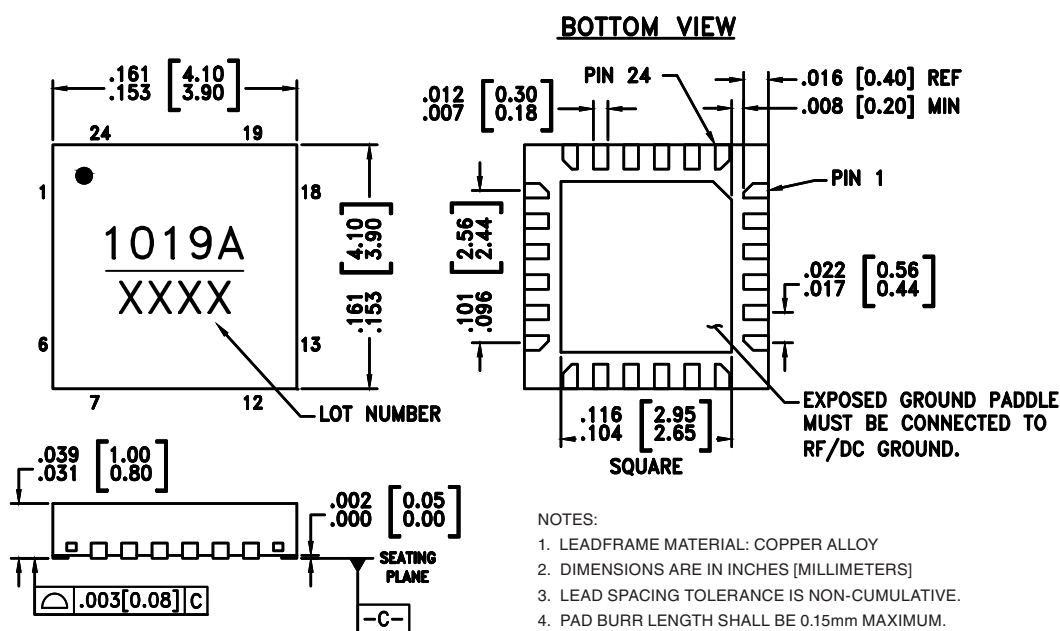 BOTTOM VIEW
.161 [4.10]
.153 [3.90]
24 19
1 18
1019A
XXXX
6 13
7 12
LOT NUMBER
[4.10]
[3.90]
.161
.153
PIN 24
.012 [0.30]
.007 [0.18]
.016 [0.40] REF
.008 [0.20] MIN
PIN 1
[2.56]
[2.44]
.101
.096
.022 [0.56]
.017 [0.44]
.116 [2.95]
.104 [2.65]
SQUARE
EXPOSED GROUND PADDLE
MUST BE CONNECTED TO
RF/DC GROUND.
.039 [1.00]
.031 [0.80]
.002 [0.05]
.000 [0.00]
SEATING
PLANE
.003[0.08] C
-C-
NOTES:
1. LEADFRAME MATERIAL: COPPER ALLOY
2. DIMENSIONS ARE IN INCHES [MILLIMETERS]
3. LEAD SPACING TOLERANCE IS NON-CUMULATIVE.
4. PAD BURR LENGTH SHALL BE 0.15mm MAXIMUM.